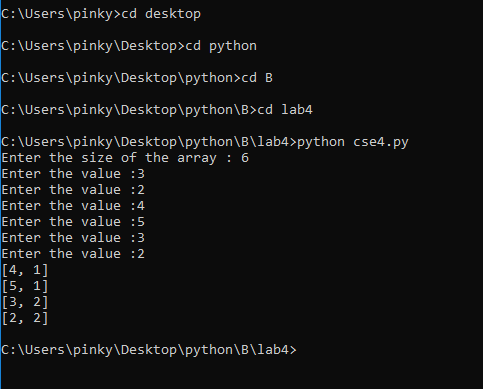 C:\Users\pinky>cd desktop
C:\Users\pinky\Desktop>cd python
C:\Users\pinky\Desktop\python>cd B
C:\Users\pinky\Desktop\python\B>cd lab4
C:\Users\pinky\Desktop\python\B\lab4>python cse4.py
Enter the size of the array : 6
Enter the value :3
Enter the value :2
Enter the value :4
Enter the value :5
Enter the value :3
Enter the value :2
[4, 1]
[5, 1]
[3, 2]
[2, 2]
C:\Users\pinky\Desktop\python\B\lab4>